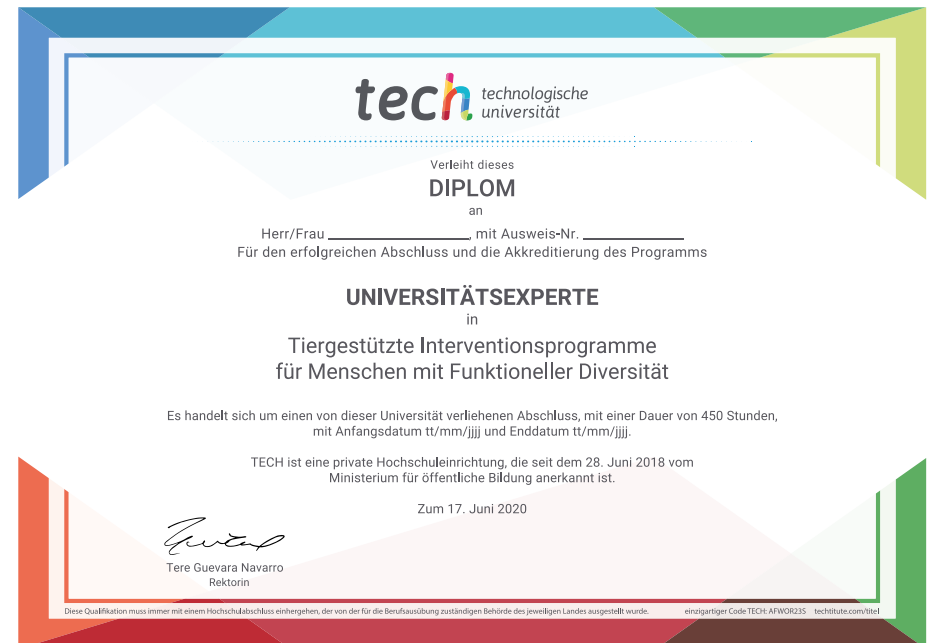 tech technologische
universität
Verleiht dieses
DIPLOM
an
Herr/Frau ____________________, mit Ausweis-Nr. ______________
Für den erfolgreichen Abschluss und die Akkreditierung des Programms
UNIVERSITÄTSEXPERTE
in
Tiergestützte Interventionsprogramme
für Menschen mit Funktioneller Diversität
Es handelt sich um einen von dieser Universität verliehenen Abschluss, mit einer Dauer von 450 Stunden,
mit Anfangsdatum tt/mm/jjjj und Enddatum tt/mm/jjjj.
TECH ist eine private Hochschuleinrichtung, die seit dem 28. Juni 2018 vom
Ministerium für öffentliche Bildung anerkannt ist.
Zum 17. Juni 2020
Tere Guevara Navarro
Rektorin
Diese Qualifikation muss immer mit einem Hochschulabschluss einhergehen, der von der für die Berufsausübung zuständigen Behörde des jeweiligen Landes ausgestellt wurde. einzigartiger Code TECH: AFWOR23S techtitute.com/titel